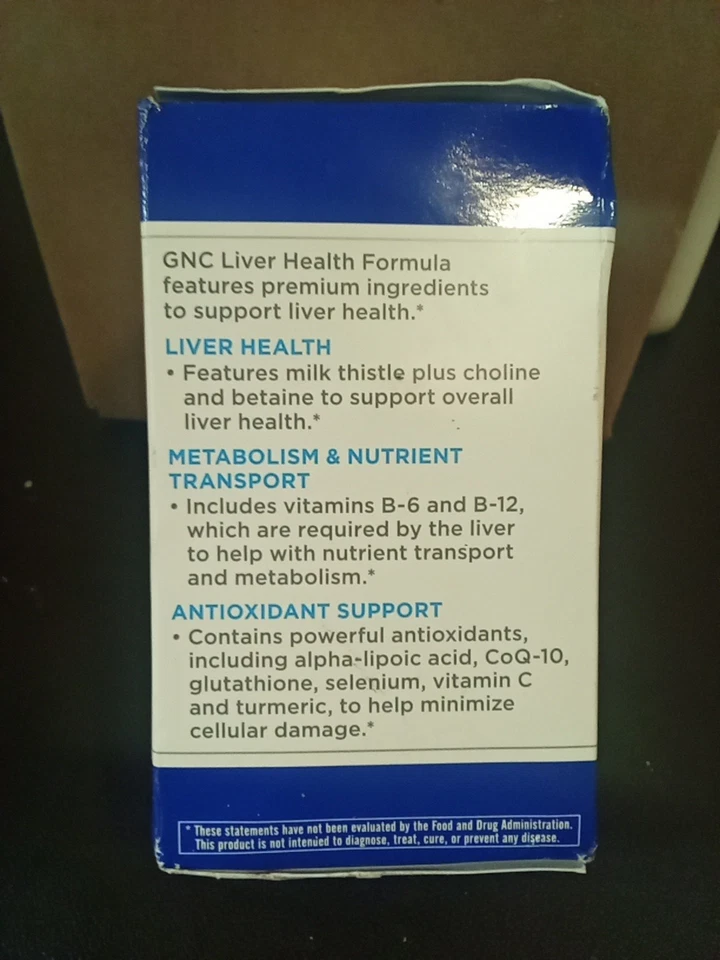 GNC Liver Health Formula
features premium ingredients
to support liver health.*
LIVER HEALTH
• Features milk thistle plus choline
and betaine to support overall
liver health.*
METABOLISM & NUTRIENT
TRANSPORT
• Includes vitamins B-6 and B-12,
which are required by the liver
to help with nutrient transport
and metabolism.*
ANTIOXIDANT SUPPORT
• Contains powerful antioxidants,
including alpha-lipoic acid, CoQ-10,
glutathione, selenium, vitamin C
and turmeric, to help minimize
cellular damage.*
* These statements have not been evaluated by the Food and Drug Administration.
This product is not intended to diagnose, treat, cure, or prevent any disease.